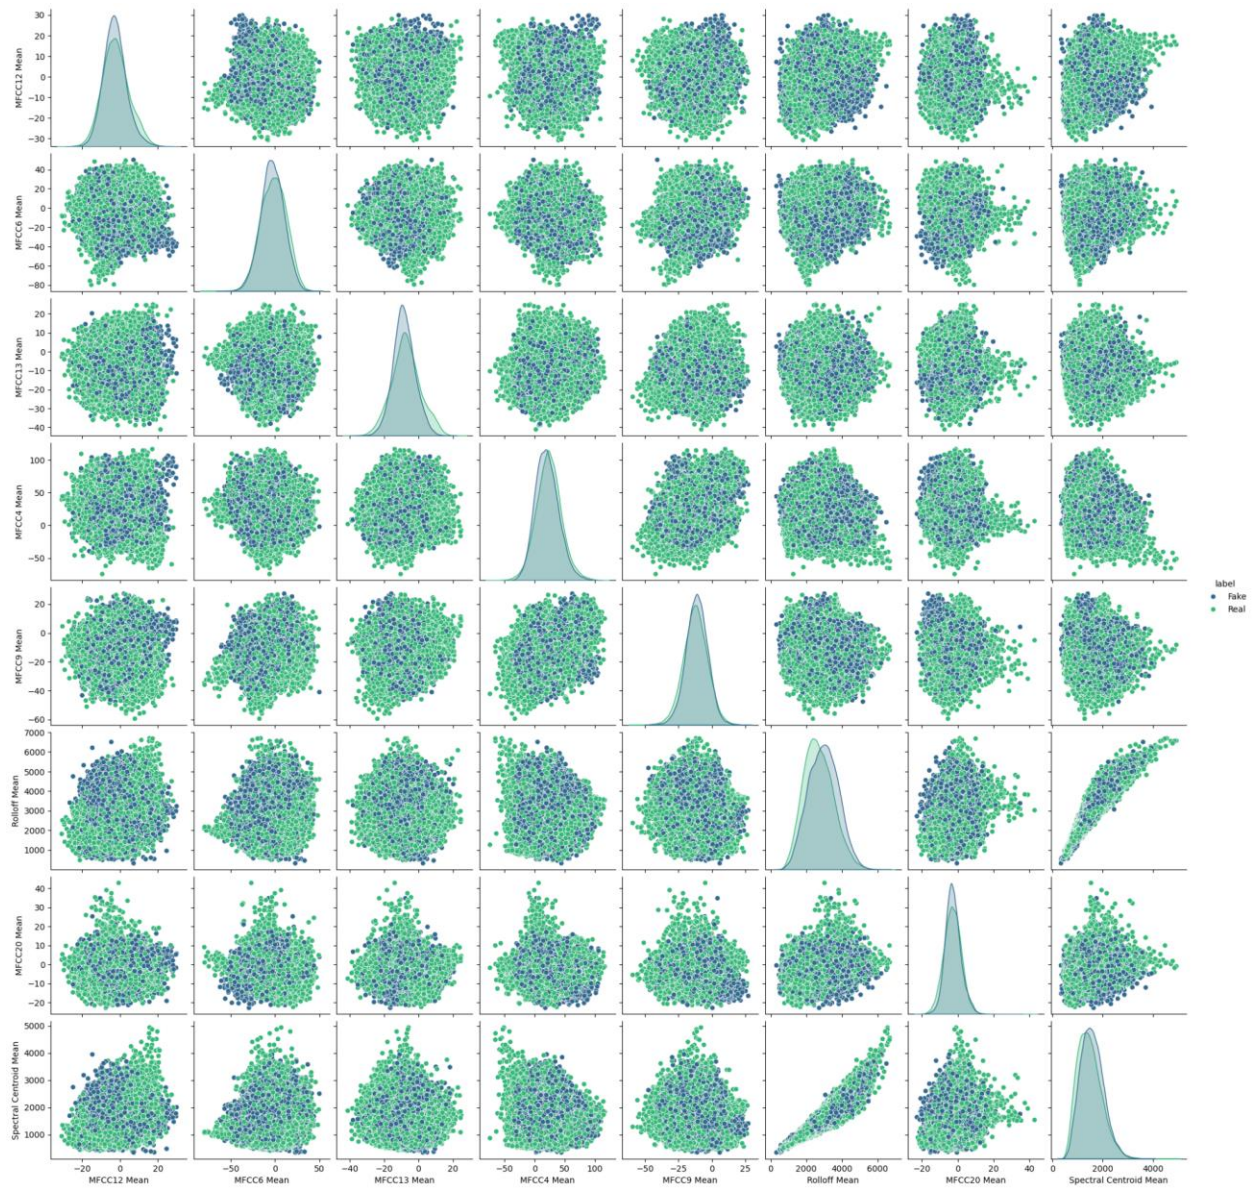 MFCC12 Mean
30
20
10
0
−10
−20
−30
MFCC6 Mean
40
20
0
−20
−40
−60
−80
MFCC13 Mean
20
10
0
−10
−20
−30
−40
MFCC4 Mean
100
50
0
−50
label
Fake
Real
MFCC9 Mean
20
0
−20
−40
−60
Rolloff Mean
7000
6000
5000
4000
3000
2000
1000
MFCC20 Mean
40
30
20
10
0
−10
−20
Spectral Centroid Mean
5000
4000
3000
2000
1000
−20 0 20
−50 0 50
−40 −20 0 20
−50 0 50 100
−50 −25 0 25
0 2000 4000 6000
−20 0 20 40
0 2000 4000
MFCC12 Mean
MFCC6 Mean
MFCC13 Mean
MFCC4 Mean
MFCC9 Mean
Rolloff Mean
MFCC20 Mean
Spectral Centroid Mean